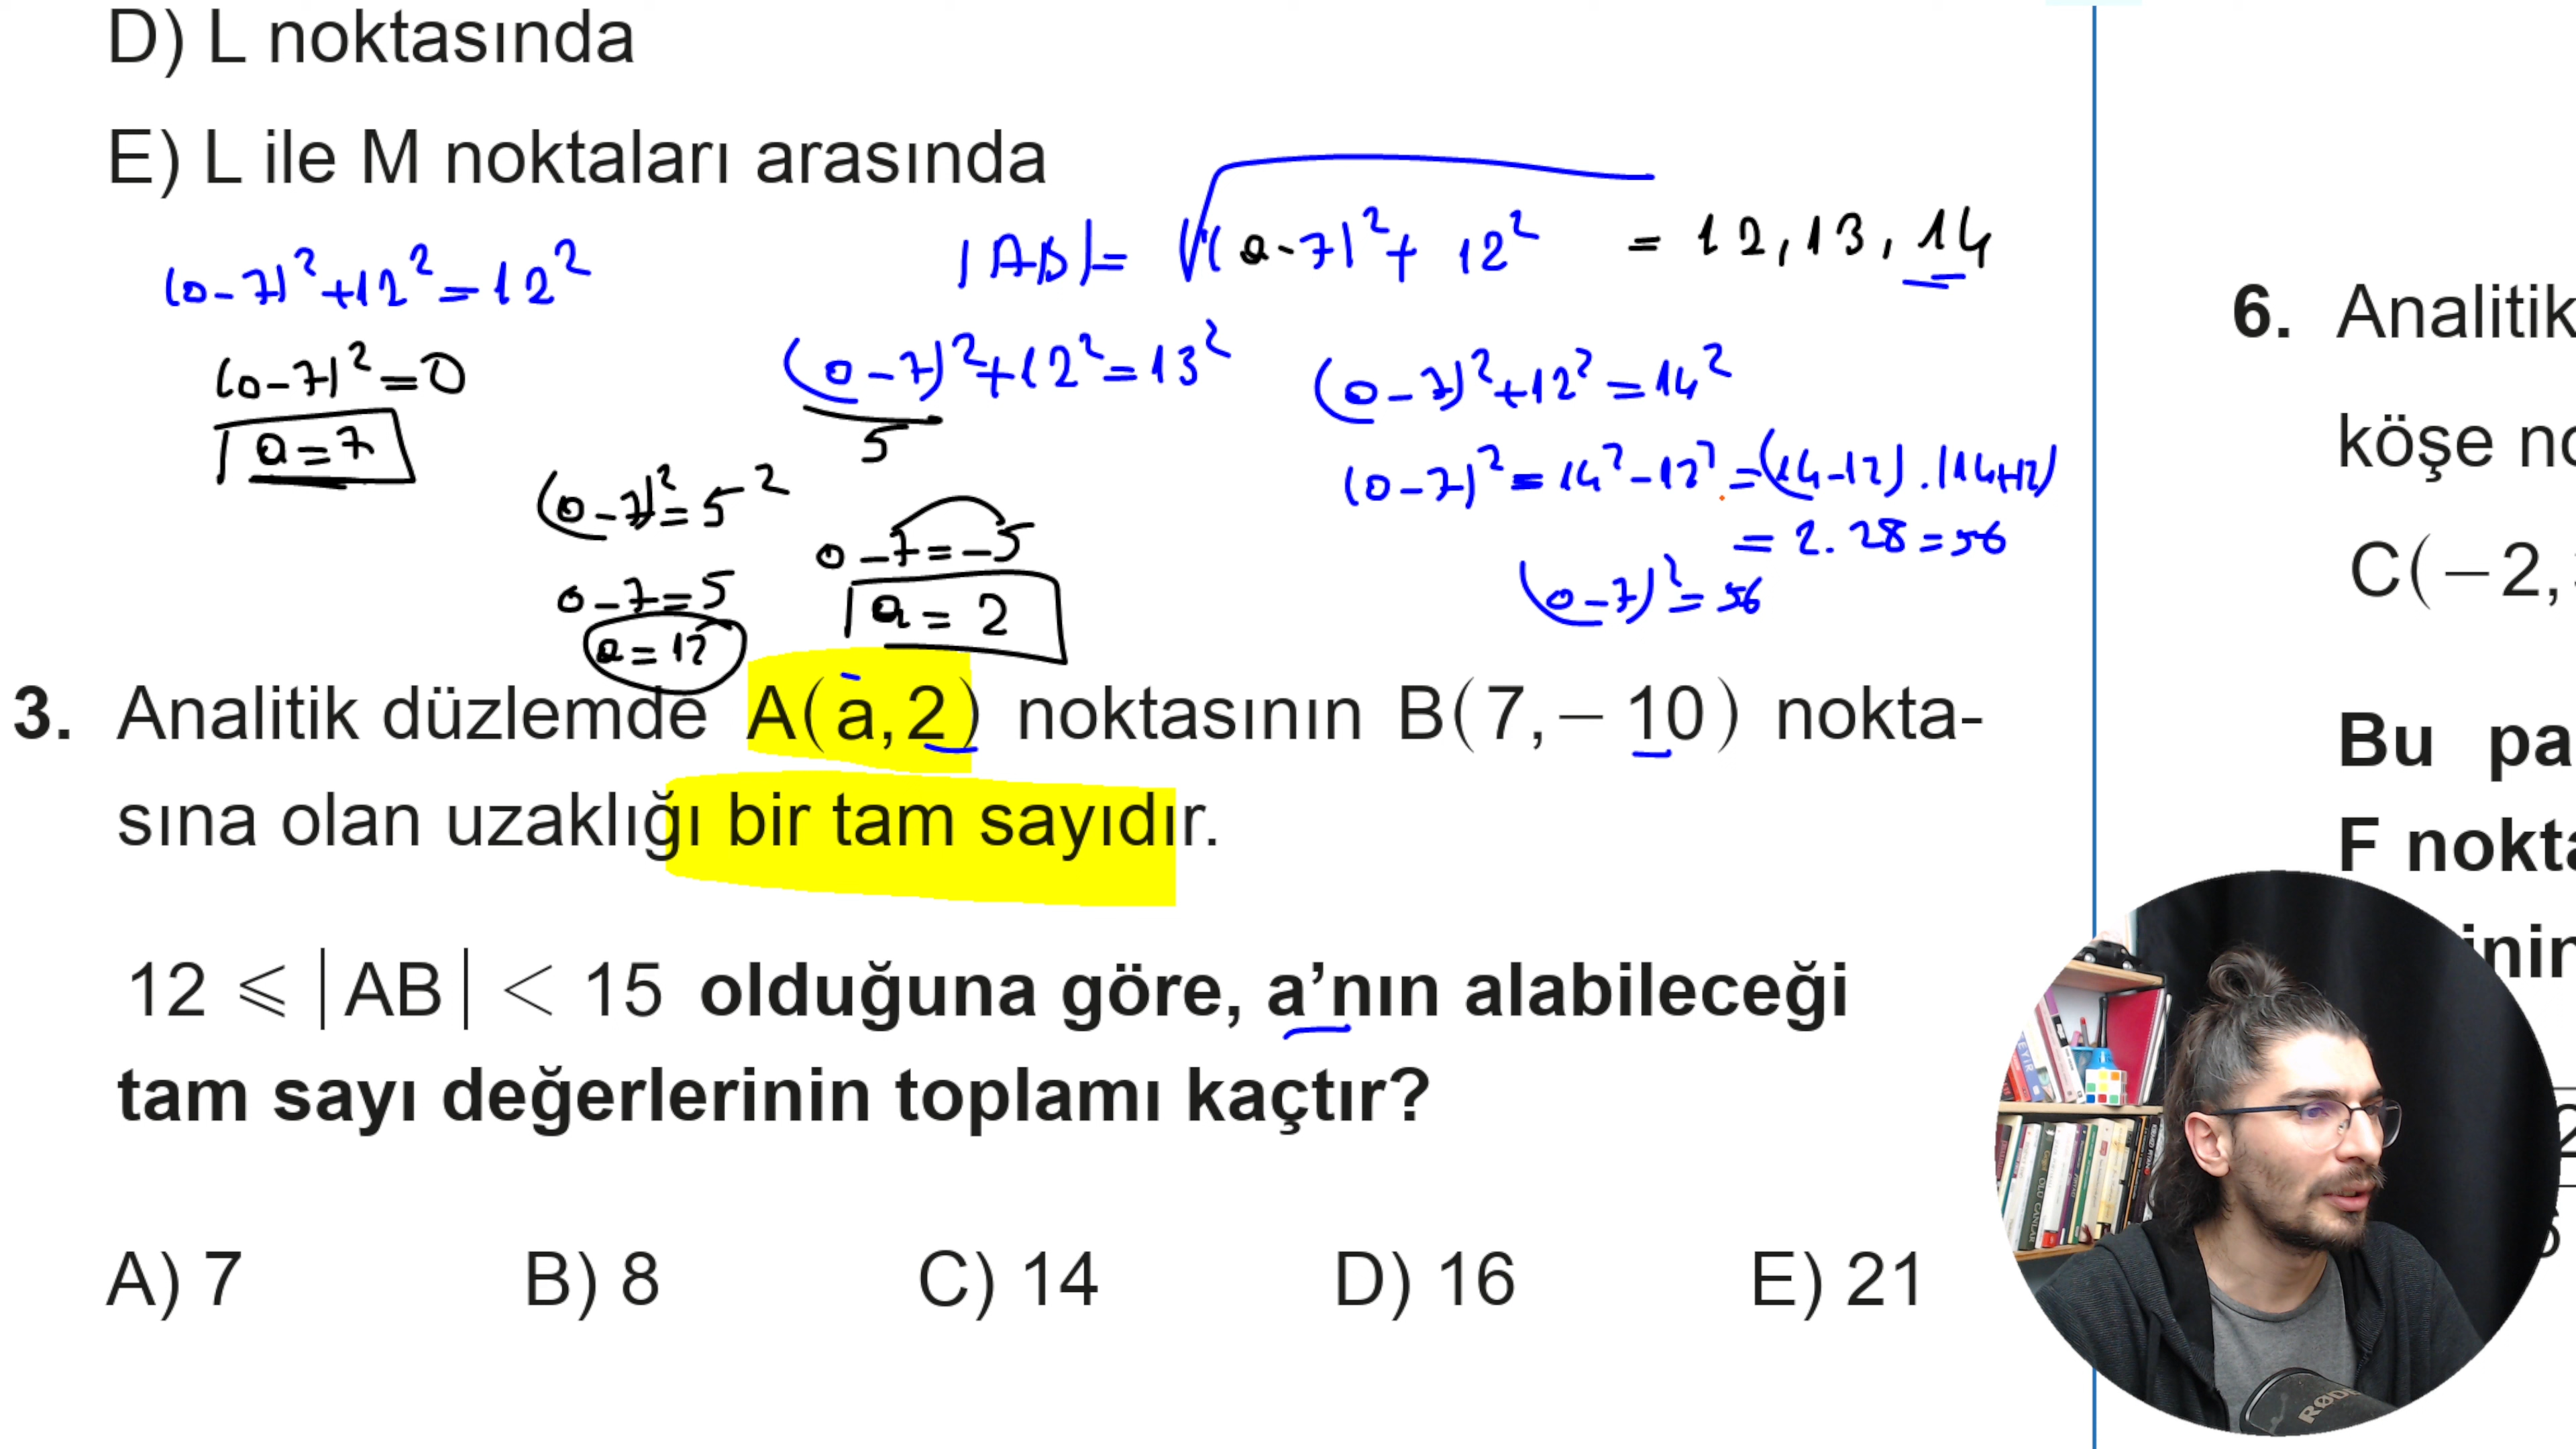 D) L noktasında
E) L ile M noktaları arasında
|AB|= √(a-7)²+ 12² = 12, 13, 14
(a-7)²+12²=12²
(a-7)²=0
a=7
(a-7)²+12²=13²
5
(a-7)²=5²
a-7=5
a=12
a-7=-5
a= 2
(a-7)²+12²=14²
(a-7)²=14²-12²=(14-12).(14+12)
= 2.28=56
(a-7)²=56
3. Analitik düzlemde A(a,2) noktasının B(7,-10) nokta-
sına olan uzaklığı bir tam sayıdır.
12 ⩽ |AB| < 15 olduğuna göre, a’nın alabileceği
tam sayı değerlerinin toplamı kaçtır?
A) 7 B) 8 C) 14 D) 16 E) 21
6. Analitik
köşe no
C(-2,
Bu pa
F nokta
inin